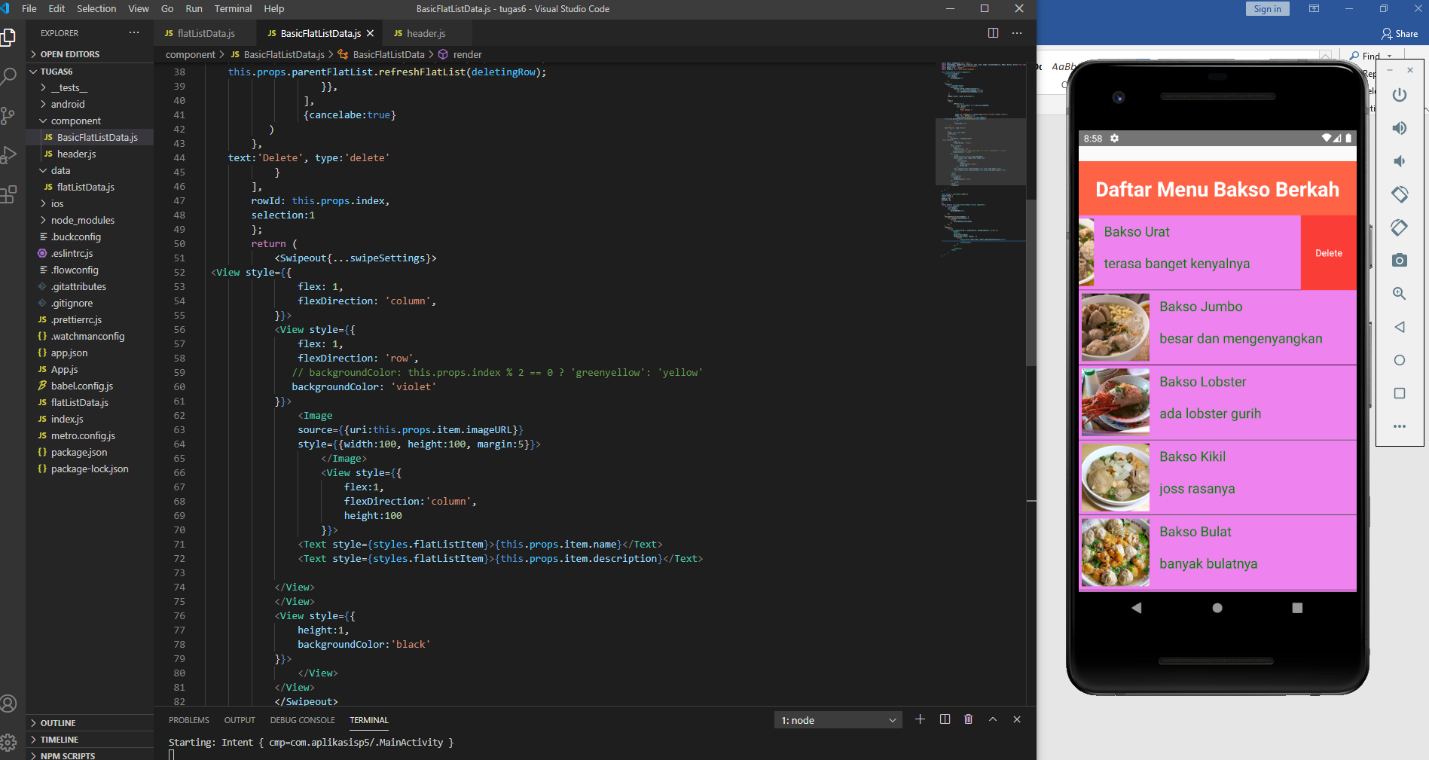 File Edit Selection View Go Run Terminal Help
BasicFlatListData.js - tugas6 - Visual Studio Code
Sign in
Share
Find
AaBb
EXPLORER
OPEN EDITORS
TUGAS6
__tests__
android
component
JS BasicFlatListData.js
JS header.js
data
JS flatListData.js
ios
node_modules
.buckconfig
.eslintrc.js
.flowconfig
.gitattributes
.gitignore
JS .prettierrc.js
{} .watchmanconfig
{} app.json
JS App.js
babel.config.js
JS flatListData.js
JS index.js
JS metro.config.js
{} package.json
{} package-lock.json
OUTLINE
TIMELINE
NPM SCRIPTS
JS flatListData.js
JS BasicFlatListData.js
JS header.js
component > JS BasicFlatListData.js > BasicFlatListData > render
38 this.props.parentFlatList.refreshFlatList(deletingRow);
39 }},
40 ],
41 {cancelabe:true}
42 )
43 },
44 text:'Delete', type:'delete'
45 }
46 ],
47 rowId: this.props.index,
48 selection:1
49 };
50 return (
51 <Swipeout{...swipeSettings}>
52 <View style={{
53 flex: 1,
54 flexDirection: 'column',
55 }}>
56 <View style={{
57 flex: 1,
58 flexDirection: 'row',
59 // backgroundColor: this.props.index % 2 == 0 ? 'greenyellow': 'yellow'
60 backgroundColor: 'violet'
61 }}>
62 <Image
63 source={{uri:this.props.item.imageURL}}
64 style={{width:100, height:100, margin:5}}>
65 </Image>
66 <View style={{
67 flex:1,
68 flexDirection:'column',
69 height:100
70 }}>
71 <Text style={styles.flatListItem}>{this.props.item.name}</Text>
72 <Text style={styles.flatListItem}>{this.props.item.description}</Text>
73
74 </View>
75 </View>
76 <View style={{
77 height:1,
78 backgroundColor:'black'
79 }}>
80 </View>
81 </View>
82 </Swipeout>
PROBLEMS OUTPUT DEBUG CONSOLE TERMINAL
1: node
Starting: Intent { cmp=com.aplikasisp5/.MainActivity }
8:58
Daftar Menu Bakso Berkah
Bakso Urat
terasa banget kenyalnya
Delete
Bakso Jumbo
besar dan mengenyangkan
Bakso Lobster
ada lobster gurih
Bakso Kikil
joss rasanya
Bakso Bulat
banyak bulatnya